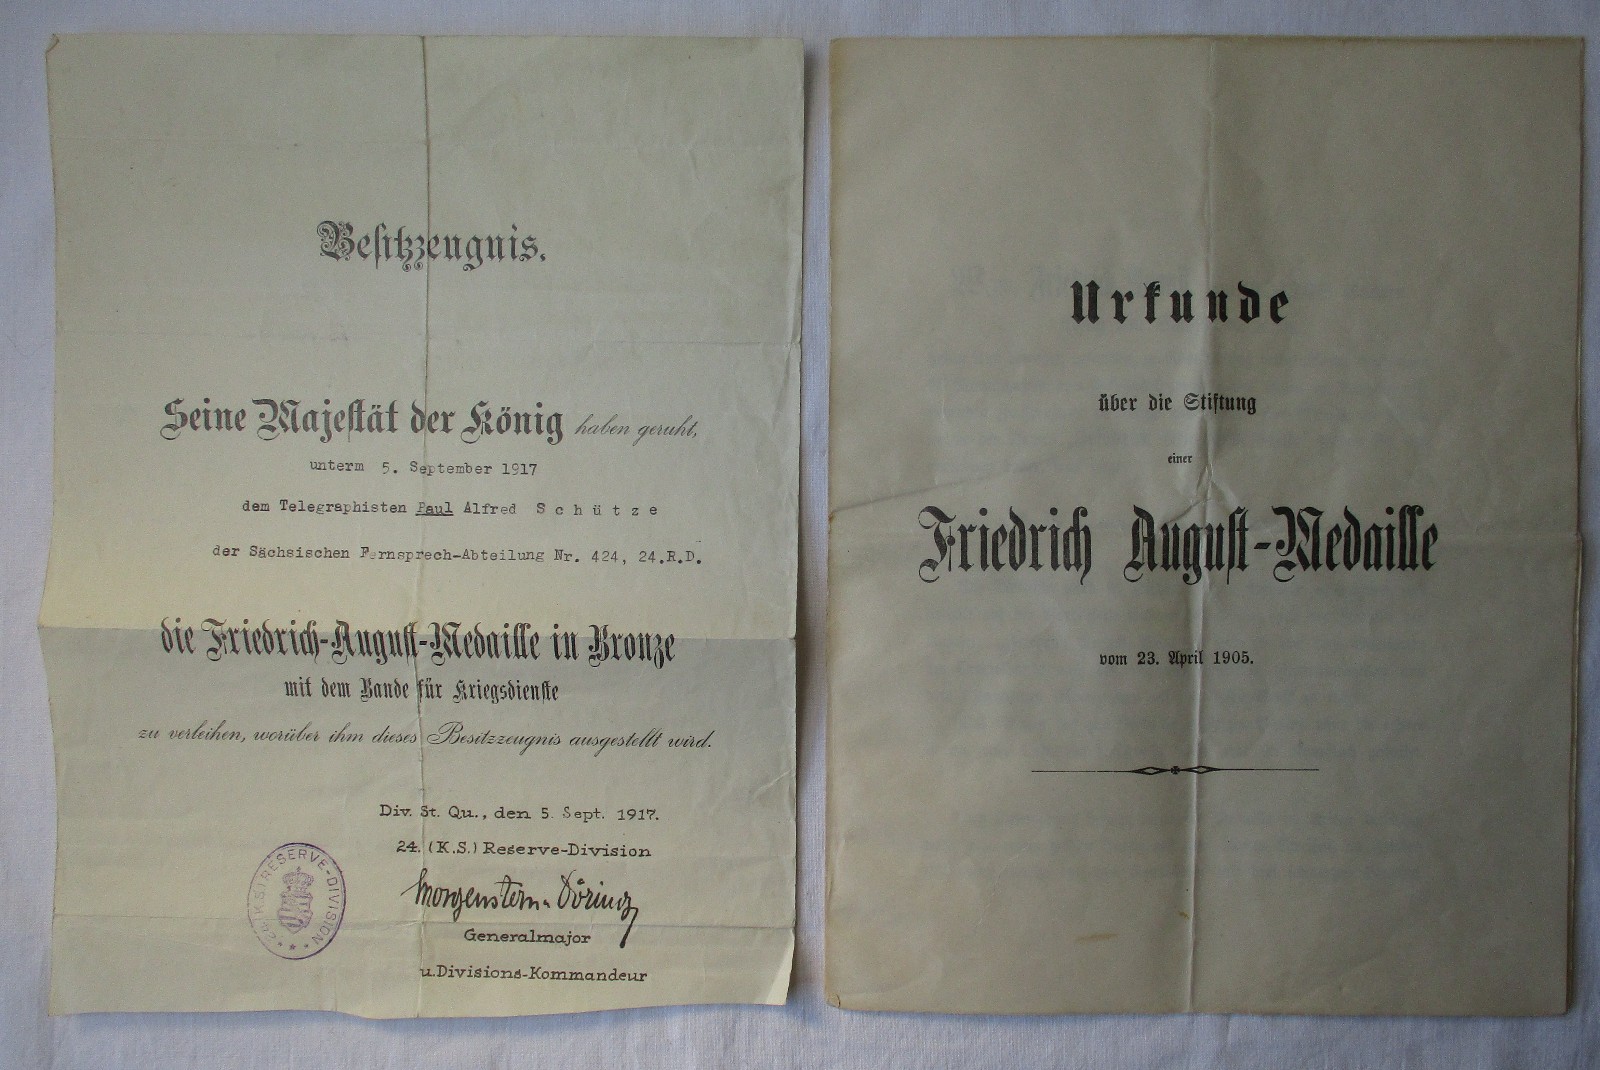 Besitzzeugnis.
Seine Majestät der König haben geruht,
unterm 5. September 1917
dem Telegraphisten Paul Alfred Schütze
der Sächsischen Fernsprech-Abteilung Nr. 424, 24.R.D.
die Friedrich-August-Medaille in Bronze
mit dem Bande für Kriegsdienste
zu verleihen, worüber ihm dieses Besitzzeugnis ausgestellt wird.
Div. St. Qu., den 5. Sept. 1917.
24. (K.S.) Reserve-Division
Morgenstern-Döring
Generalmajor
u.Divisions-Kommandeur
24.(K.S.) RESERVE-DIVISION
Urkunde
über die Stiftung
einer
Friedrich August-Medaille
vom 23. April 1905.